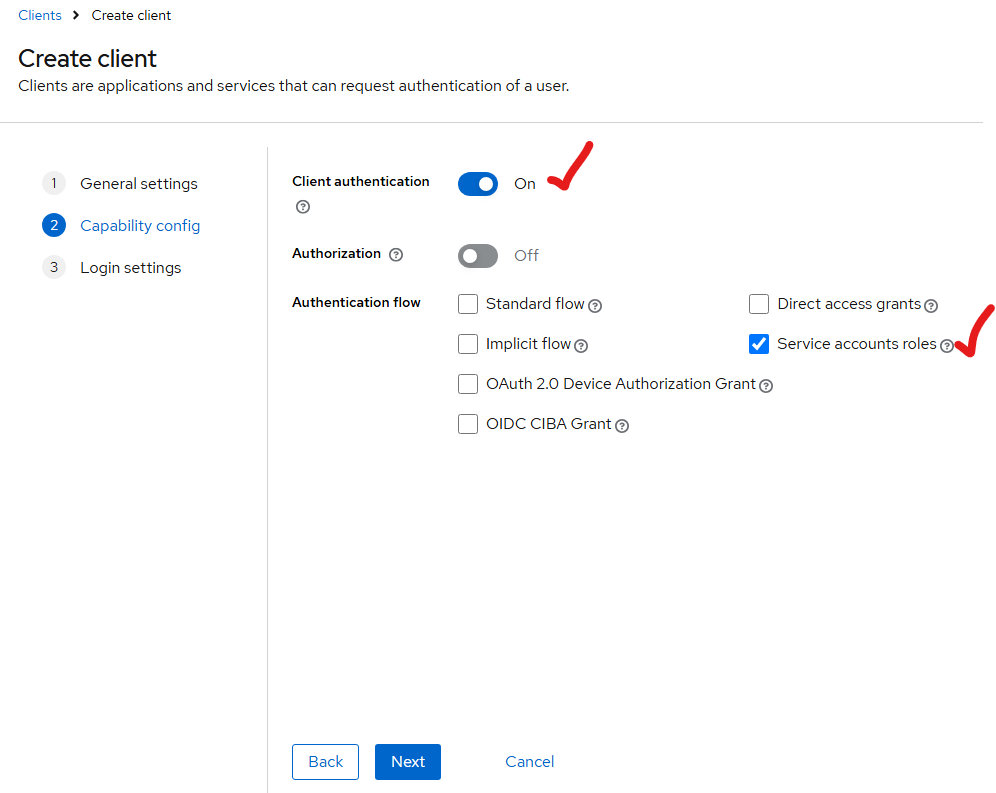 Clients > Create client
Create client
Clients are applications and services that can request authentication of a user.
1 General settings
2 Capability config
3 Login settings
Client authentication On
Authorization Off
Authentication flow Standard flow Direct access grants
Implicit flow Service accounts roles
OAuth 2.0 Device Authorization Grant
OIDC CIBA Grant
Back Next Cancel